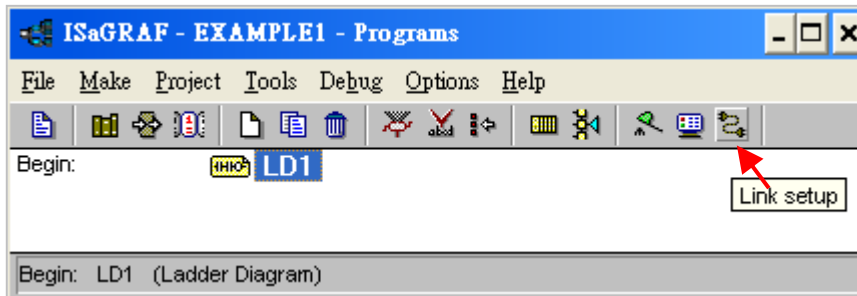 ISaGRAF - EXAMPLE1 - Programs
File Make Project Tools Debug Options Help
Begin: LD1
Link setup
Begin: LD1 (Ladder Diagram)